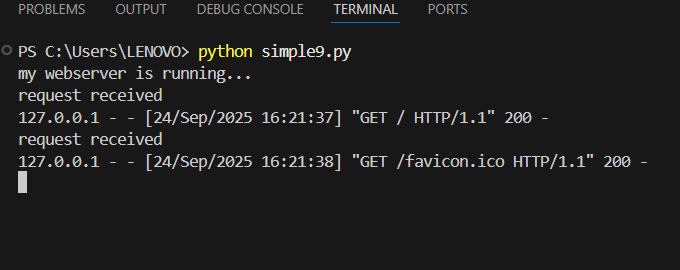 PROBLEMS OUTPUT DEBUG CONSOLE TERMINAL PORTS
PS C:\Users\LENOVO> python simple9.py
my webserver is running...
request received
127.0.0.1 - - [24/Sep/2025 16:21:37] "GET / HTTP/1.1" 200 -
request received
127.0.0.1 - - [24/Sep/2025 16:21:38] "GET /favicon.ico HTTP/1.1" 200 -